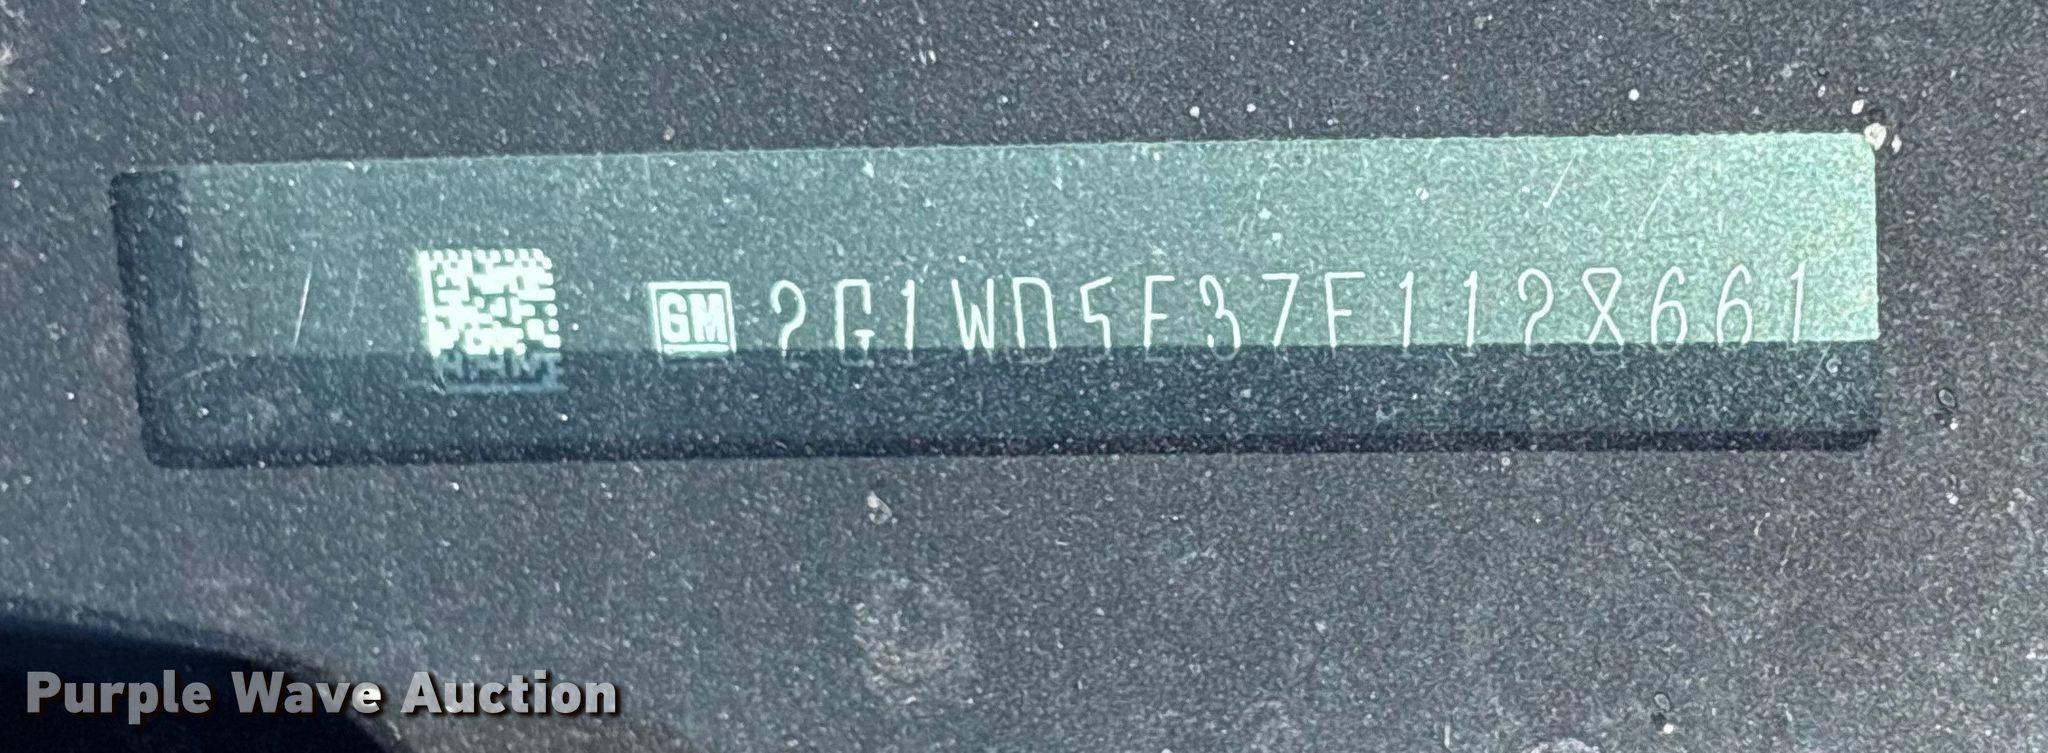 GM 2G1WD5E37F1128661
Purple Wave Auction